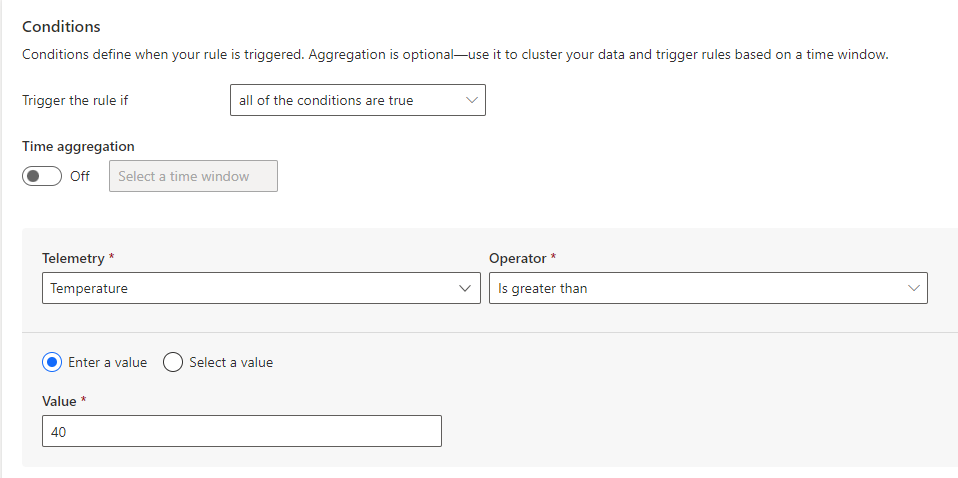 Conditions
Conditions define when your rule is triggered. Aggregation is optional—use it to cluster your data and trigger rules based on a time window.
Trigger the rule if all of the conditions are true
Time aggregation
Off Select a time window
Telemetry * Operator *
Temperature Is greater than
Enter a value Select a value
Value *
40